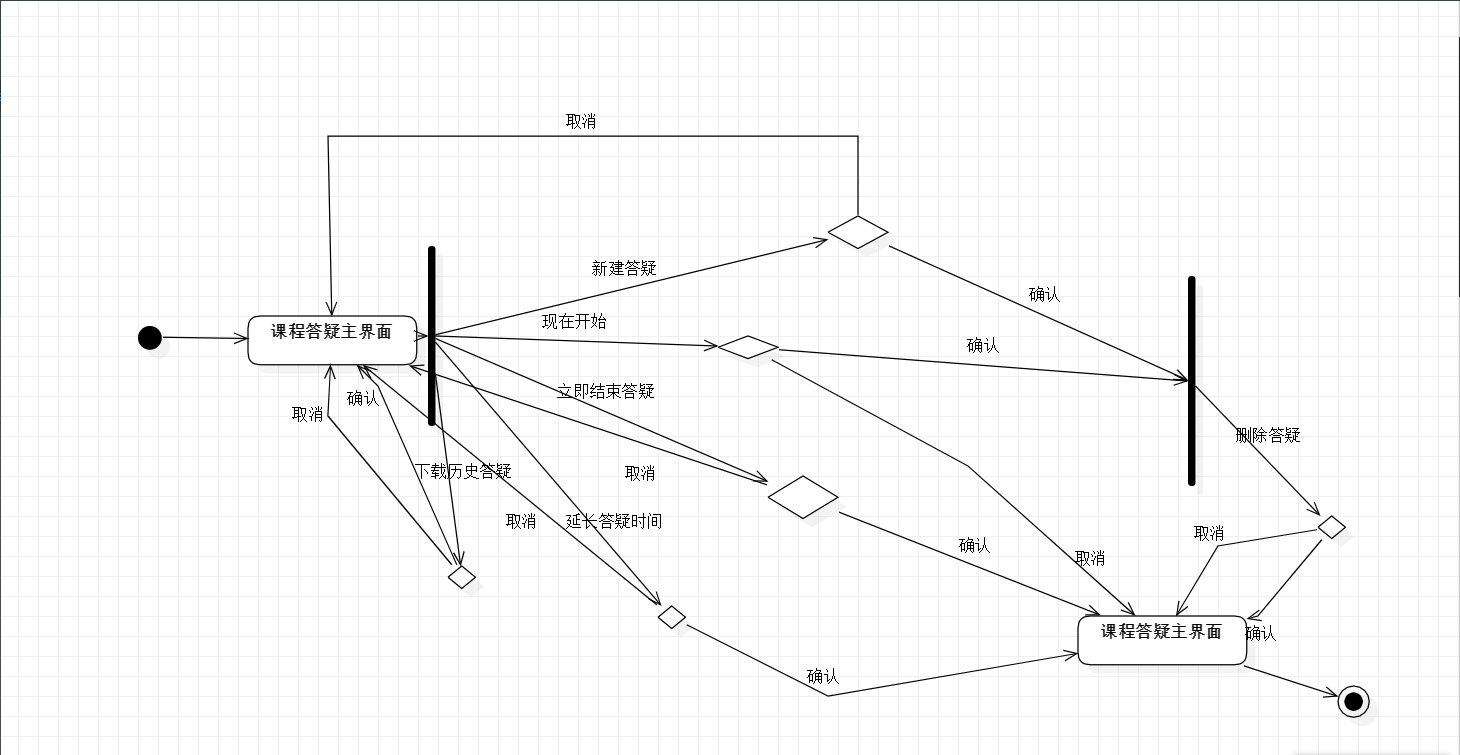 取消
新建答疑
确认
现在开始
课程答疑主界面
确认
立即结束答疑
确认
取消
删除答疑
下载历史答疑
取消
取消
延长答疑时间
取消
确认
取消
课程答疑主界面
确认
确认